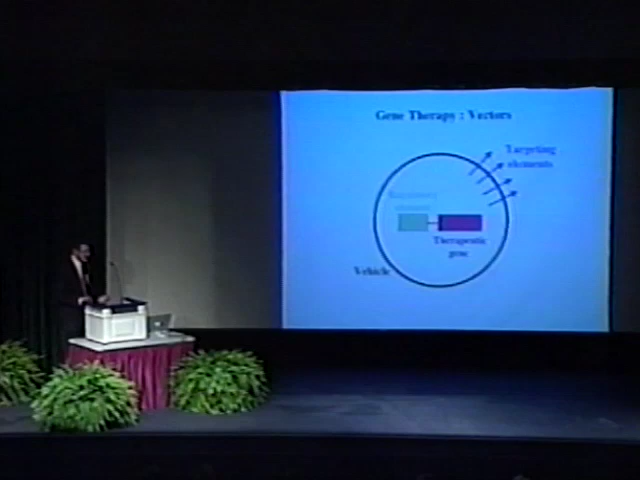 Gene Therapy : Vectors
Targeting
elements
Therapeutic
gene
Vehicle